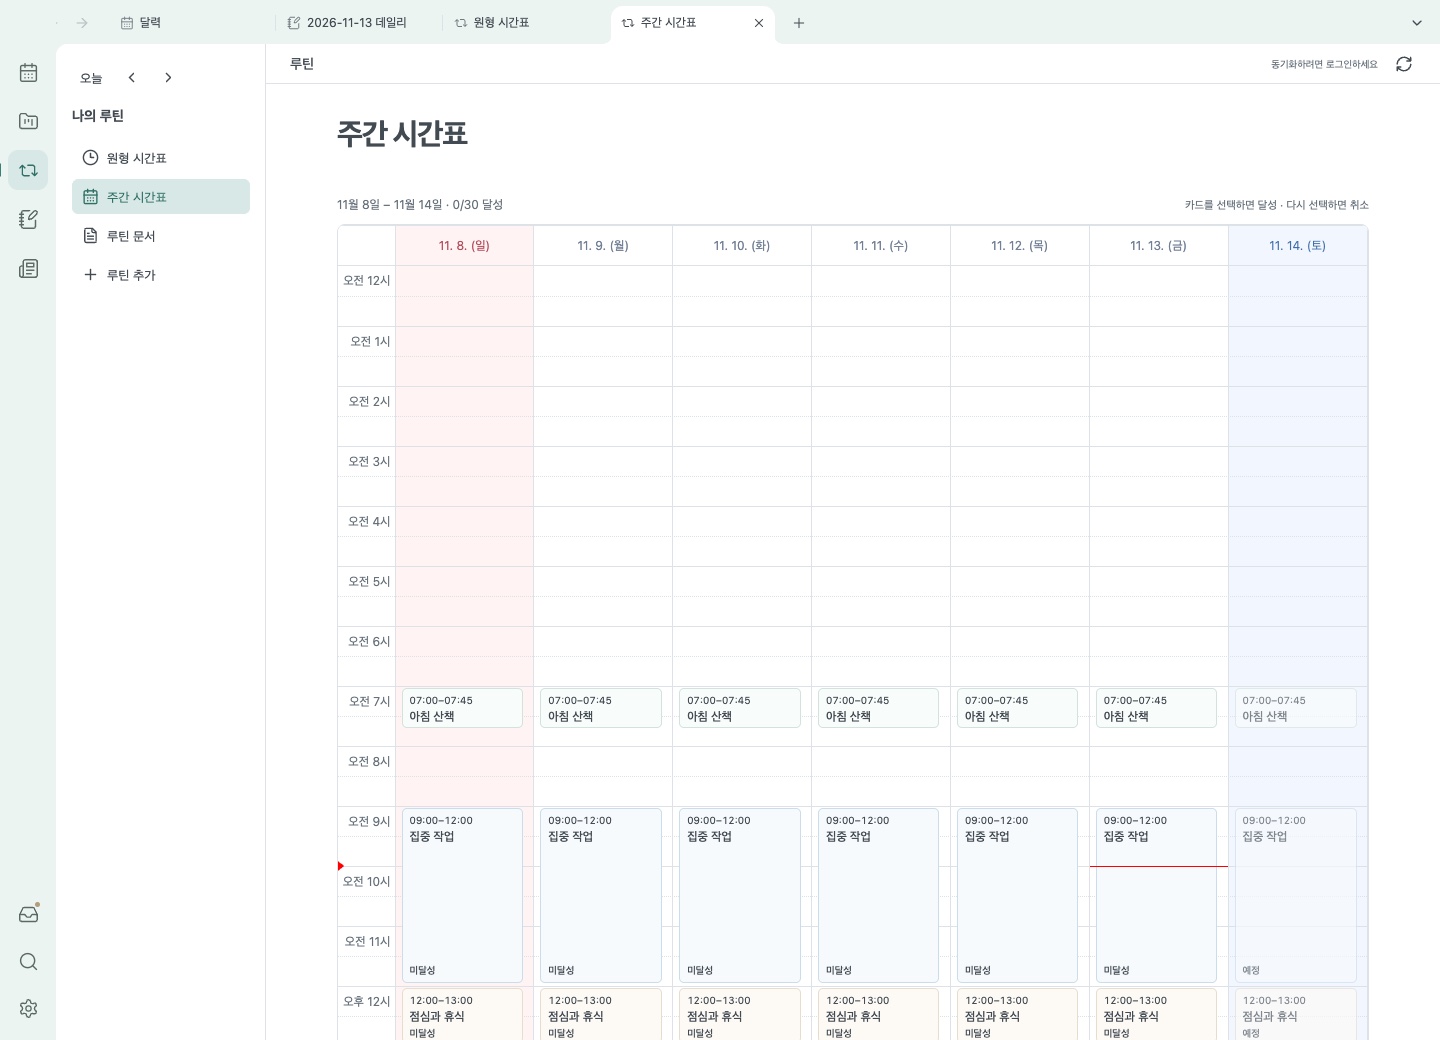 달력
2026-11-13 데일리
원형 시간표
주간 시간표
오늘
나의 루틴
원형 시간표
주간 시간표
루틴 문서
루틴 추가
루틴
동기화하려면 로그인하세요
주간 시간표
11월 8일 – 11월 14일 · 0/30 달성
카드를 선택하면 달성 · 다시 선택하면 취소
11. 8. (일) 11. 9. (월) 11. 10. (화) 11. 11. (수) 11. 12. (목) 11. 13. (금) 11. 14. (토)
오전 12시
오전 1시
오전 2시
오전 3시
오전 4시
오전 5시
오전 6시
오전 7시
07:00–07:45 07:00–07:45 07:00–07:45 07:00–07:45 07:00–07:45 07:00–07:45 07:00–07:45
아침 산책 아침 산책 아침 산책 아침 산책 아침 산책 아침 산책 아침 산책
오전 8시
오전 9시
09:00–12:00 09:00–12:00 09:00–12:00 09:00–12:00 09:00–12:00 09:00–12:00 09:00–12:00
집중 작업 집중 작업 집중 작업 집중 작업 집중 작업 집중 작업 집중 작업
오전 10시
오전 11시
미달성 미달성 미달성 미달성 미달성 미달성 예정
오후 12시
12:00–13:00 12:00–13:00 12:00–13:00 12:00–13:00 12:00–13:00 12:00–13:00 12:00–13:00
점심과 휴식 점심과 휴식 점심과 휴식 점심과 휴식 점심과 휴식 점심과 휴식 점심과 휴식
미달성 미달성 미달성 미달성 미달성 미달성 예정